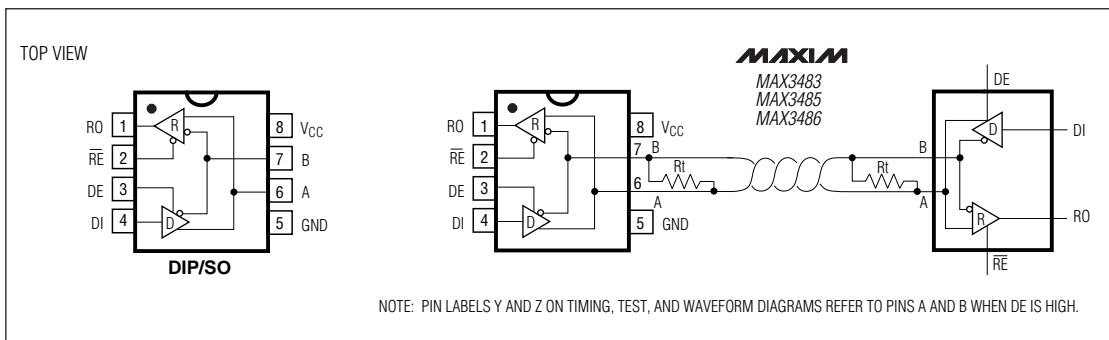 TOP VIEW
MAXIM
MAX3483
MAX3485
MAX3486
RO 1
R̅E̅ 2
DE 3
DI 4
8 VCC
7 B
6 A
5 GND
R
D
DIP/SO
RO 1
R̅E̅ 2
DE 3
DI 4
8 VCC
7 B
6
A
5 GND
R
D
Rt
Rt
B
A
DE
D
DI
R
RO
R̅E̅
NOTE: PIN LABELS Y AND Z ON TIMING, TEST, AND WAVEFORM DIAGRAMS REFER TO PINS A AND B WHEN DE IS HIGH.